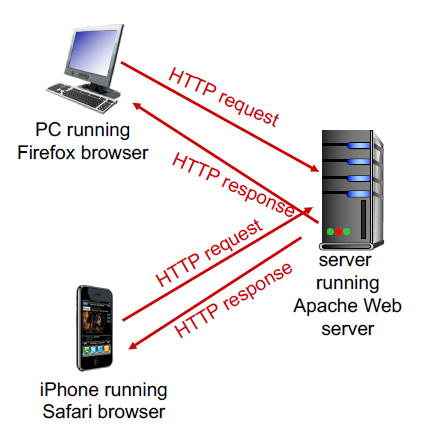 HTTP request
PC running
Firefox browser
HTTP response
HTTP request
server
running
Apache Web
server
HTTP response
iPhone running
Safari browser